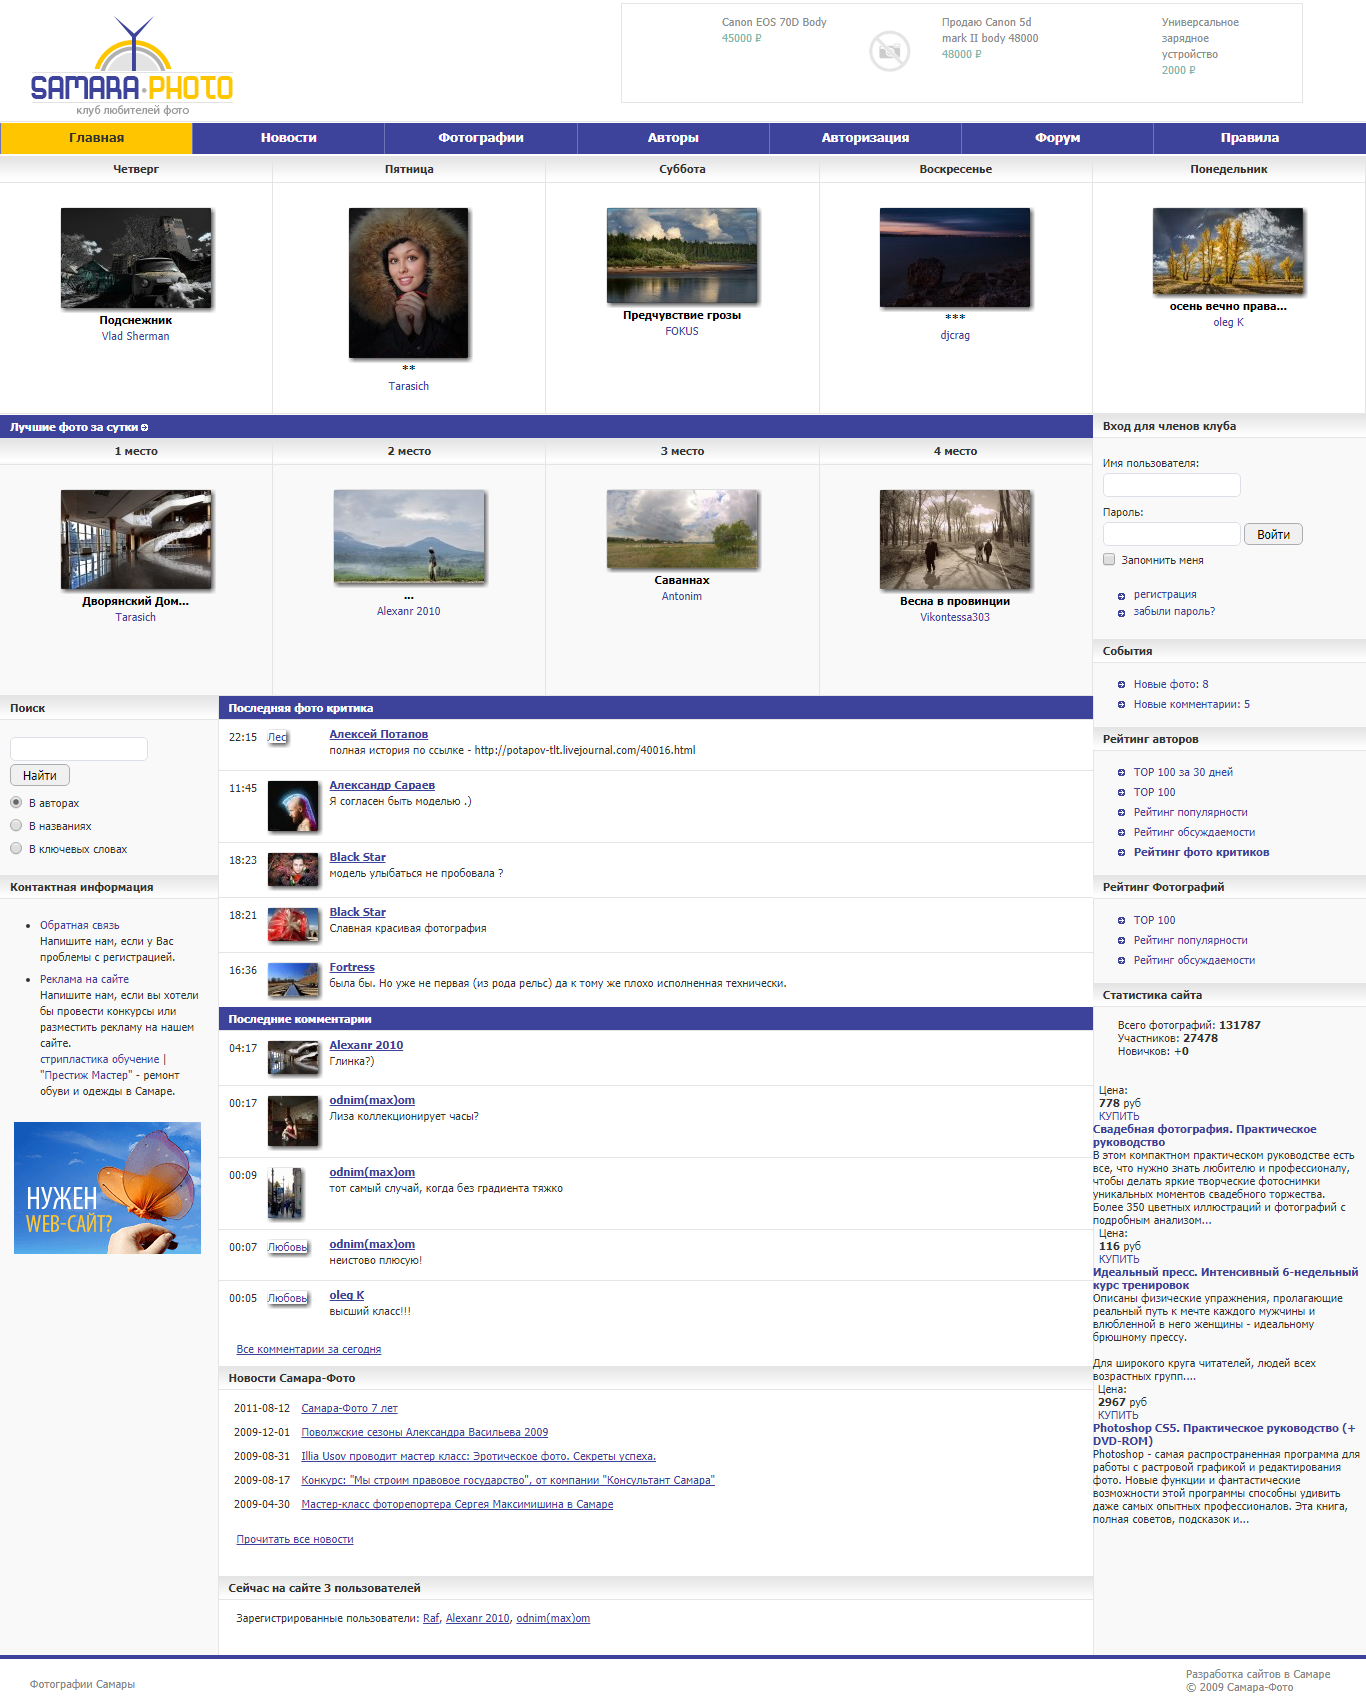 SAMARA·PHOTO
клуб любителей фото
Canon EOS 70D Body
45000 ₽
Продаю Canon 5d
mark II body 48000
48000 ₽
Универсальное
зарядное
устройство
2000 ₽
Главная
Новости
Фотографии
Авторы
Авторизация
Форум
Правила
Четверг
Пятница
Суббота
Воскресенье
Понедельник
Подснежник
Vlad Sherman
**
Tarasich
Предчувствие грозы
FOKUS
***
djcrag
осень вечно права...
oleg K
Лучшие фото за сутки
1 место
2 место
3 место
4 место
Дворянский Дом...
Tarasich
...
Alexanr 2010
Саваннах
Antonim
Весна в провинции
Vikontessa303
Вход для членов клуба
Имя пользователя:
Пароль:
Войти
Запомнить меня
регистрация
забыли пароль?
События
Новые фото: 8
Новые комментарии: 5
Рейтинг авторов
TOP 100 за 30 дней
TOP 100
Рейтинг популярности
Рейтинг обсуждаемости
Рейтинг фото критиков
Рейтинг Фотографий
TOP 100
Рейтинг популярности
Рейтинг обсуждаемости
Статистика сайта
Всего фотографий: 131787
Участников: 27478
Новичков: +0
Цена:
778 руб
КУПИТЬ
Свадебная фотография. Практическое
руководство
В этом компактном практическом руководстве есть
все, что нужно знать любителю и профессионалу,
чтобы делать яркие творческие фотоснимки
уникальных моментов свадебного торжества.
Более 350 цветных иллюстраций и фотографий с
подробным анализом...
Цена:
116 руб
КУПИТЬ
Идеальный пресс. Интенсивный 6-недельный
курс тренировок
Описаны физические упражнения, пролагающие
реальный путь к мечте каждого мужчины и
влюбленной в него женщины - идеальному
брюшному прессу.
Для широкого круга читателей, людей всех
возрастных групп....
Цена:
2967 руб
КУПИТЬ
Photoshop CS5. Практическое руководство (+
DVD-ROM)
Photoshop - самая распространенная программа для
работы с растровой графикой и редактирования
фото. Новые функции и фантастические
возможности этой программы способны удивить
даже самых опытных профессионалов. Эта книга,
полная советов, подсказок и...
Поиск
Найти
В авторах
В названиях
В ключевых словах
Контактная информация
Обратная связь
Напишите нам, если у Вас
проблемы с регистрацией.
Реклама на сайте
Напишите нам, если вы хотели
бы провести конкурсы или
разместить рекламу на нашем
сайте.
стрипластика обучение |
"Престиж Мастер" - ремонт
обуви и одежды в Самаре.
НУЖЕН
WEB-САЙТ?
Последняя фото критика
22:15 Лес Алексей Потапов
полная история по ссылке - http://potapov-tlt.livejournal.com/40016.html
11:45 Александр Сараев
Я согласен быть моделью .)
18:23 Black Star
модель улыбаться не пробовала ?
18:21 Black Star
Славная красивая фотография
16:36 Fortress
была бы. Но уже не первая (из рода рельс) да к тому же плохо исполненная технически.
Последние комментарии
04:17 Alexanr 2010
Глинка?)
00:17 odnim(max)om
Лиза коллекционирует часы?
00:09 odnim(max)om
тот самый случай, когда без градиента тяжко
00:07 Любовь odnim(max)om
неистово плюсую!
00:05 Любовь oleg K
высший класс!!!
Все комментарии за сегодня
Новости Самара-Фото
2011-08-12 Самара-Фото 7 лет
2009-12-01 Поволжские сезоны Александра Васильева 2009
2009-08-31 Illia Usov проводит мастер класс: Эротическое фото. Секреты успеха.
2009-08-17 Конкурс: "Мы строим правовое государство", от компании "Консультант Самара"
2009-04-30 Мастер-класс фоторепортера Сергея Максимишина в Самаре
Прочитать все новости
Сейчас на сайте 3 пользователей
Зарегистрированные пользователи: Raf, Alexanr 2010, odnim(max)om
Фотографии Самары
Разработка сайтов в Самаре
© 2009 Самара-Фото